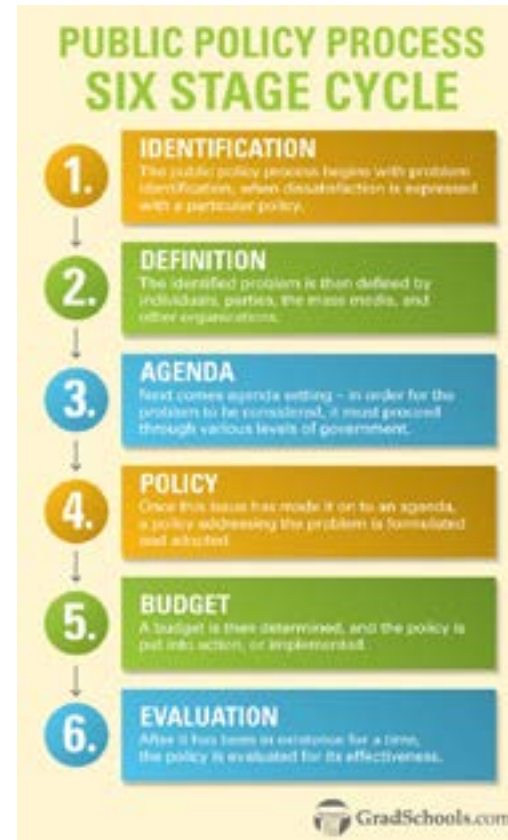 PUBLIC POLICY PROCESS
SIX STAGE CYCLE
1.
IDENTIFICATION
The public policy process begins with problem
identification, when dissatisfaction is expressed
with a particular policy.
2.
DEFINITION
The identified problem is then defined by
individuals, parties, the mass media, and
other organizations.
3.
AGENDA
Next comes agenda setting – in order for the
problem to be considered, it must proceed
through various levels of government.
4.
POLICY
Once this issue has made it on to an agenda,
a policy addressing the problem is formulated
and adopted.
5.
BUDGET
A budget is then determined, and the policy is
put into action, or implemented.
6.
EVALUATION
After it has been in existence for a time,
the policy is evaluated for its effectiveness.
GradSchools.com